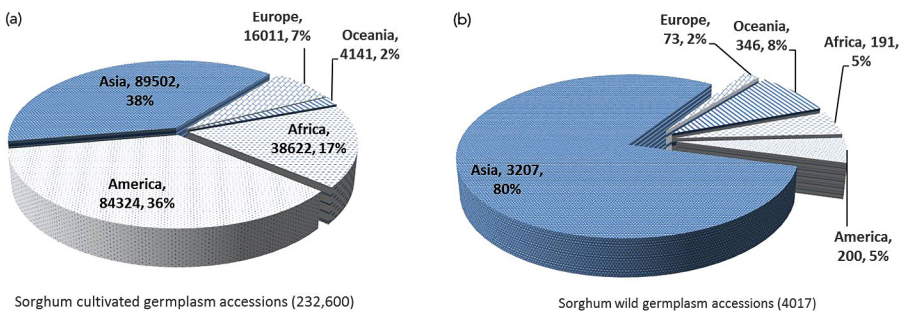 (a)
Europe,
16011, 7%
Oceania,
4141, 2%
Asia, 89502,
38%
Africa,
38622, 17%
America,
84324, 36%
Sorghum cultivated germplasm accessions (232,600)
(b)
Europe,
73, 2%
Oceania,
346, 8%
Africa, 191,
5%
Asia, 3207,
80%
America,
200, 5%
Sorghum wild germplasm accessions (4017)